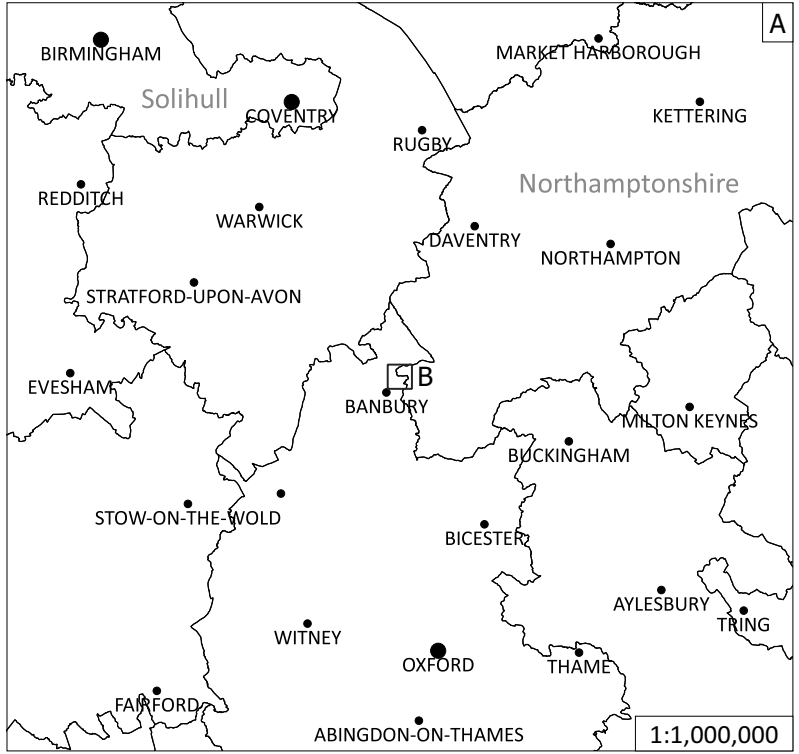 A
BIRMINGHAM
MARKET HARBOROUGH
Solihull
COVENTRY
KETTERING
RUGBY
Northamptonshire
REDDITCH
WARWICK
DAVENTRY
NORTHAMPTON
STRATFORD-UPON-AVON
EVESHAM
B
BANBURY
MILTON KEYNES
BUCKINGHAM
STOW-ON-THE-WOLD
BICESTER
AYLESBURY
TRING
WITNEY
OXFORD
THAME
FAIRFORD
ABINGDON-ON-THAMES
1:1,000,000